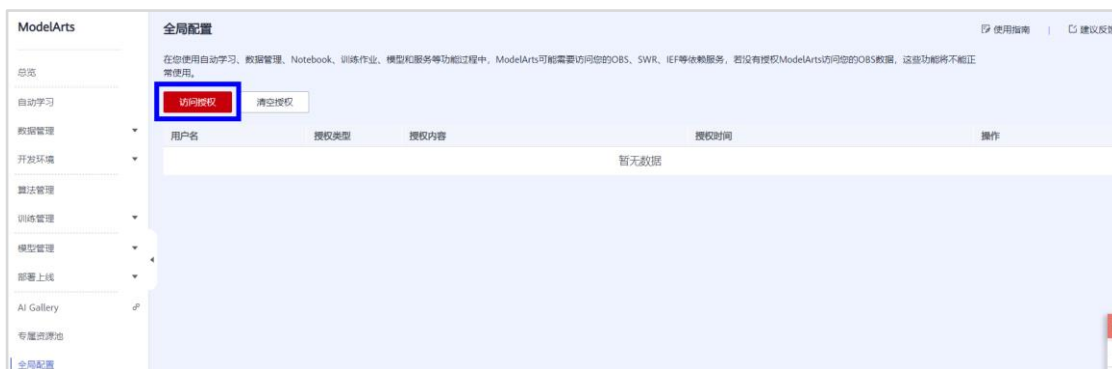 ModelArts
全局配置
使用指南 | 建议反馈
在您使用自动学习、数据管理、Notebook、训练作业、模型和服务等功能过程中，ModelArts可能需要访问您的OBS、SWR、IEF等依赖服务，若没有授权ModelArts访问您的OBS数据，这些功能将不能正
常使用。
访问授权 清空授权
用户名 授权类型 授权内容 授权时间 操作
暂无数据
总览
自动学习
数据管理
开发环境
算法管理
训练管理
模型管理
部署上线
AI Gallery
专属资源池
全局配置